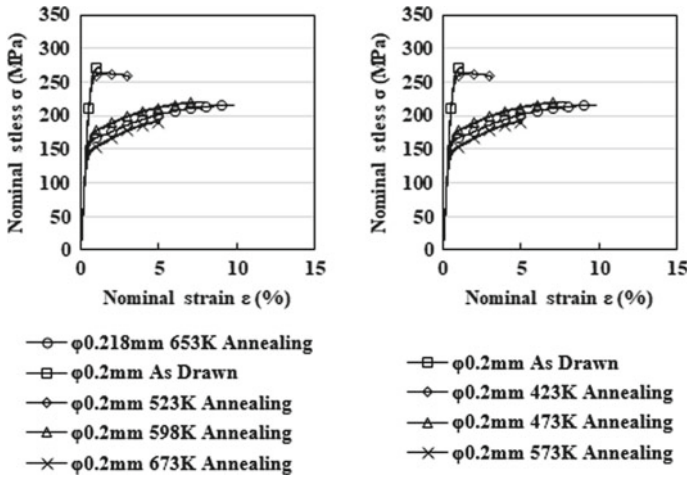 350
300
250
200
150
100
50
0
Nominal stless σ (MPa)
0 5 10 15
Nominal strain ε (%)
φ0.218mm 653K Annealing
φ0.2mm As Drawn
φ0.2mm 523K Annealing
φ0.2mm 598K Annealing
φ0.2mm 673K Annealing
350
300
250
200
150
100
50
0
Nominal stless σ (MPa)
0 5 10 15
Nominal strain ε (%)
φ0.2mm As Drawn
φ0.2mm 423K Annealing
φ0.2mm 473K Annealing
φ0.2mm 573K Annealing